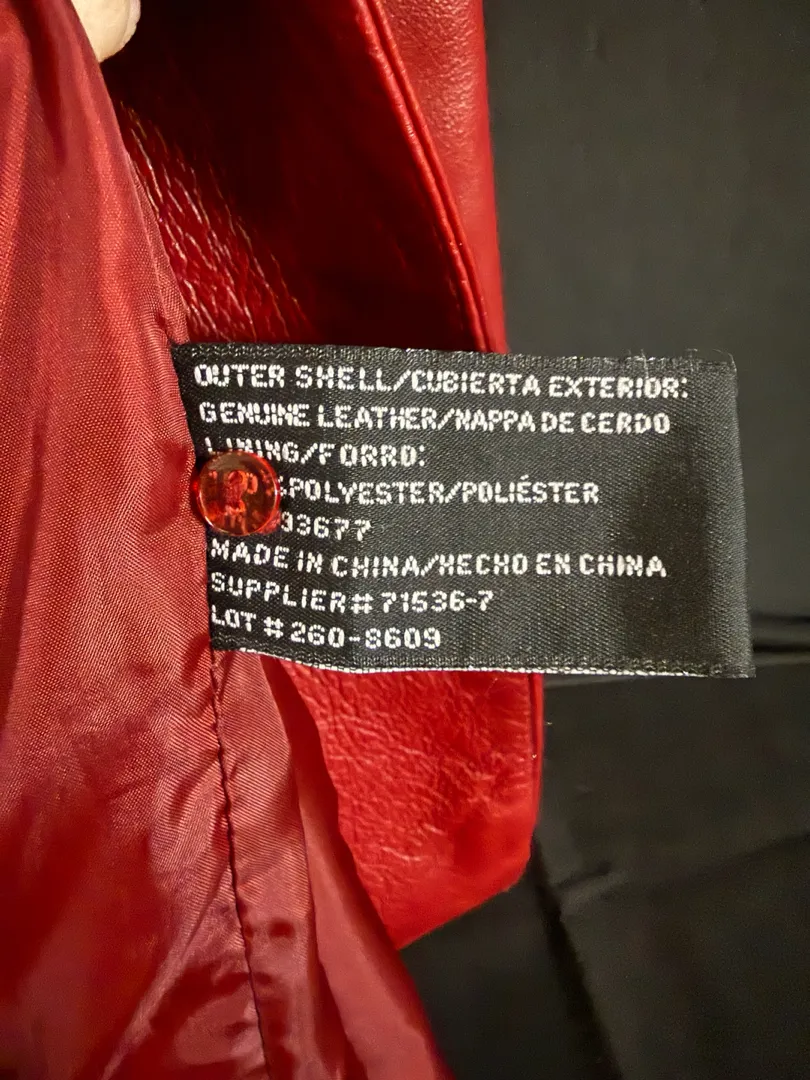 OUTER SHELL/CUBIERTA EXTERIOR:
GENUINE LEATHER/NAPPA DE CERDO
LINING/FORRO:
POLYESTER/POLIÉSTER
93677
MADE IN CHINA/HECHO EN CHINA
SUPPLIER# 71536-7
LOT # 260-8609